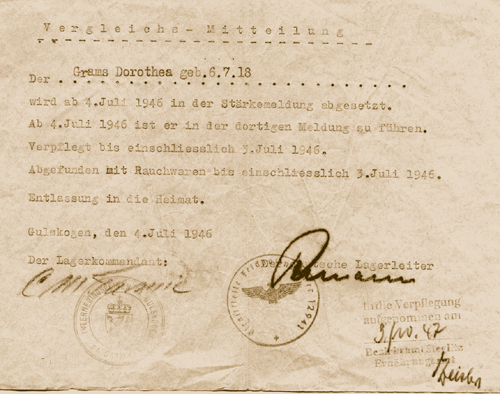 Vergleichs-Mitteilung
Der Grams Dorothea geb.6.7.18
wird ab 4.Juli 1946 in der Stärkemeldung abgesetzt.
Ab 4.Juli 1946 ist er in der dortigen Meldung zu führen.
Verpflegt bis einschliesslich 3.Juli 1946.
Abgefunden mit Rauchwaren bis einschliesslich 3.Juli 1946.
Entlassung in die Heimat.
Gulskogen, den 4.Juli 1946
Der Lagerkommandant:
Der deutsche Lagerleiter
12941
In die Verpflegung
aufgenommen am
47